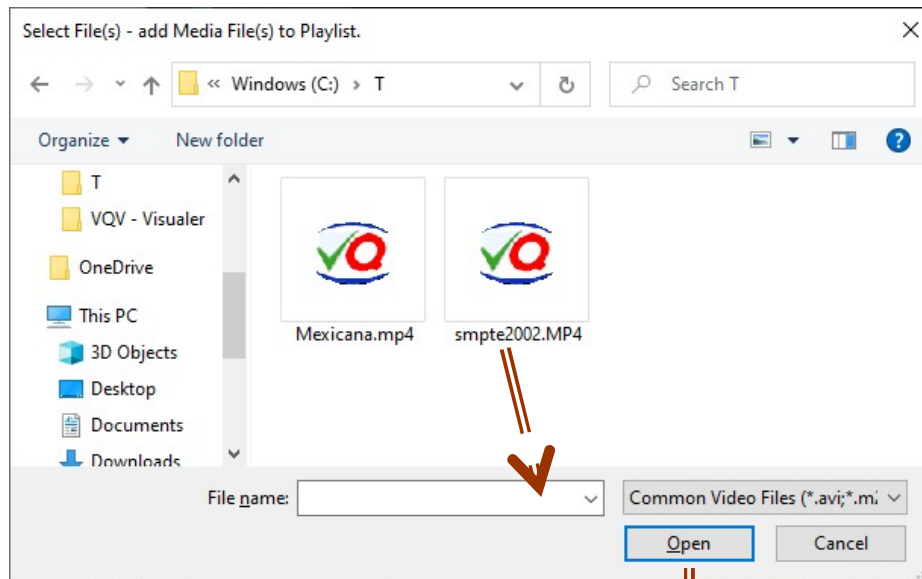 Select File(s) - add Media File(s) to Playlist.
« Windows (C:) › T
Search T
Organize
New folder
T
VQV - Visualer
OneDrive
This PC
3D Objects
Desktop
Documents
Downloads
Mexicana.mp4
smpte2002.MP4
File name:
Common Video Files (*.avi;*.m
Open
Cancel